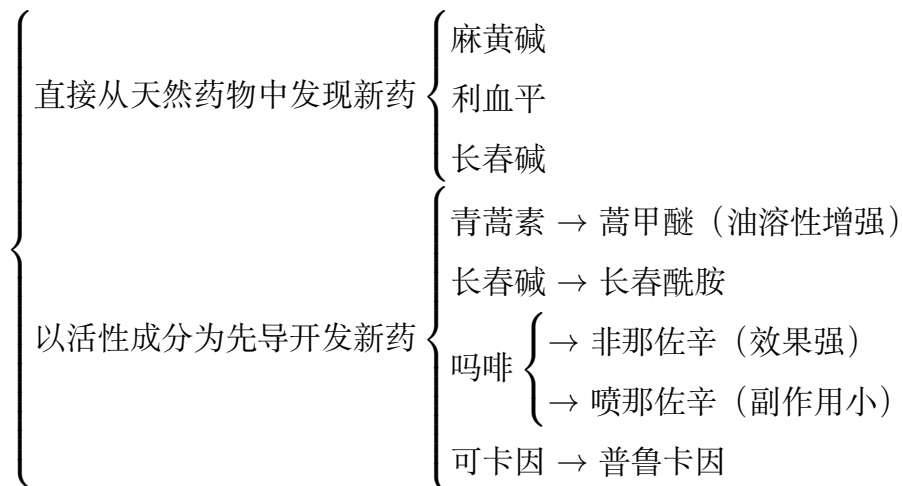 直接从天然药物中发现新药
麻黄碱
利血平
长春碱
以活性成分为先导开发新药
青蒿素 → 蒿甲醚（油溶性增强）
长春碱 → 长春酰胺
吗啡
→ 非那佐辛（效果强）
→ 喷那佐辛（副作用小）
可卡因 → 普鲁卡因